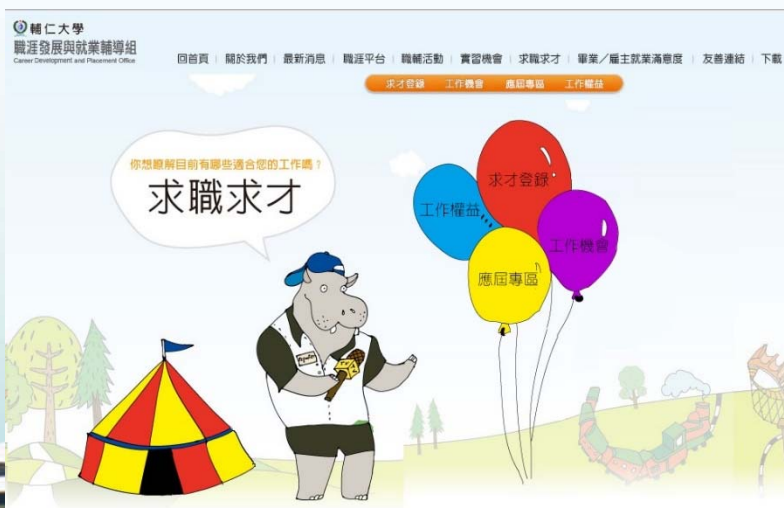 輔仁大學
職涯發展與就業輔導組
Career Development and Placement Office
回首頁 | 關於我們 | 最新消息 | 職涯平台 | 職輔活動 | 實習機會 | 求職求才 | 畢業／雇主就業滿意度 | 友善連結 | 下載
求才登錄 工作機會 應屆專區 工作權益
你想瞭解目前有哪些適合您的工作嗎？
求職求才
求才登錄
工作權益
工作機會
應屆專區